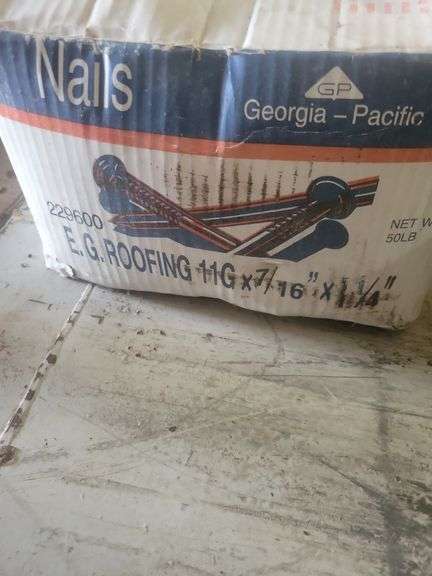 Nails
GP
Georgia - Pacific
229600
NET W
50LB
E.G. ROOFING 11G x 7/16" x 1 1/4"